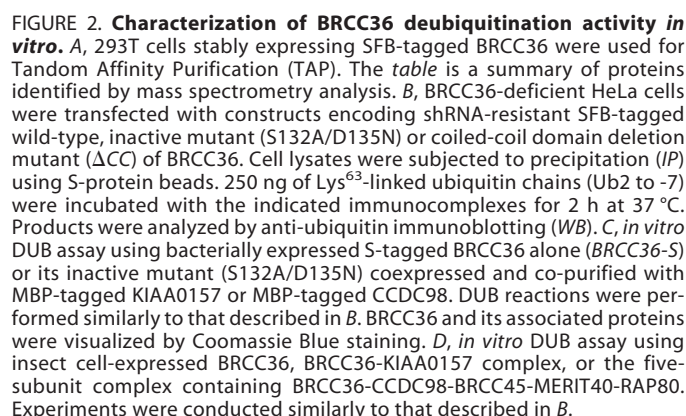 FIGURE 2. Characterization of BRCC36 deubiquitination activity in
vitro. A, 293T cells stably expressing SFB-tagged BRCC36 were used for
Tandom Affinity Purification (TAP). The table is a summary of proteins
identified by mass spectrometry analysis. B, BRCC36-deficient HeLa cells
were transfected with constructs encoding shRNA-resistant SFB-tagged
wild-type, inactive mutant (S132A/D135N) or coiled-coil domain deletion
mutant (ΔCC) of BRCC36. Cell lysates were subjected to precipitation (IP)
using S-protein beads. 250 ng of Lys⁶³-linked ubiquitin chains (Ub2 to -7)
were incubated with the indicated immunocomplexes for 2 h at 37 °C.
Products were analyzed by anti-ubiquitin immunoblotting (WB). C, in vitro
DUB assay using bacterially expressed S-tagged BRCC36 alone (BRCC36-S)
or its inactive mutant (S132A/D135N) coexpressed and co-purified with
MBP-tagged KIAA0157 or MBP-tagged CCDC98. DUB reactions were per-
formed similarly to that described in B. BRCC36 and its associated proteins
were visualized by Coomassie Blue staining. D, in vitro DUB assay using
insect cell-expressed BRCC36, BRCC36-KIAA0157 complex, or the five-
subunit complex containing BRCC36-CCDC98-BRCC45-MERIT40-RAP80.
Experiments were conducted similarly to that described in B.